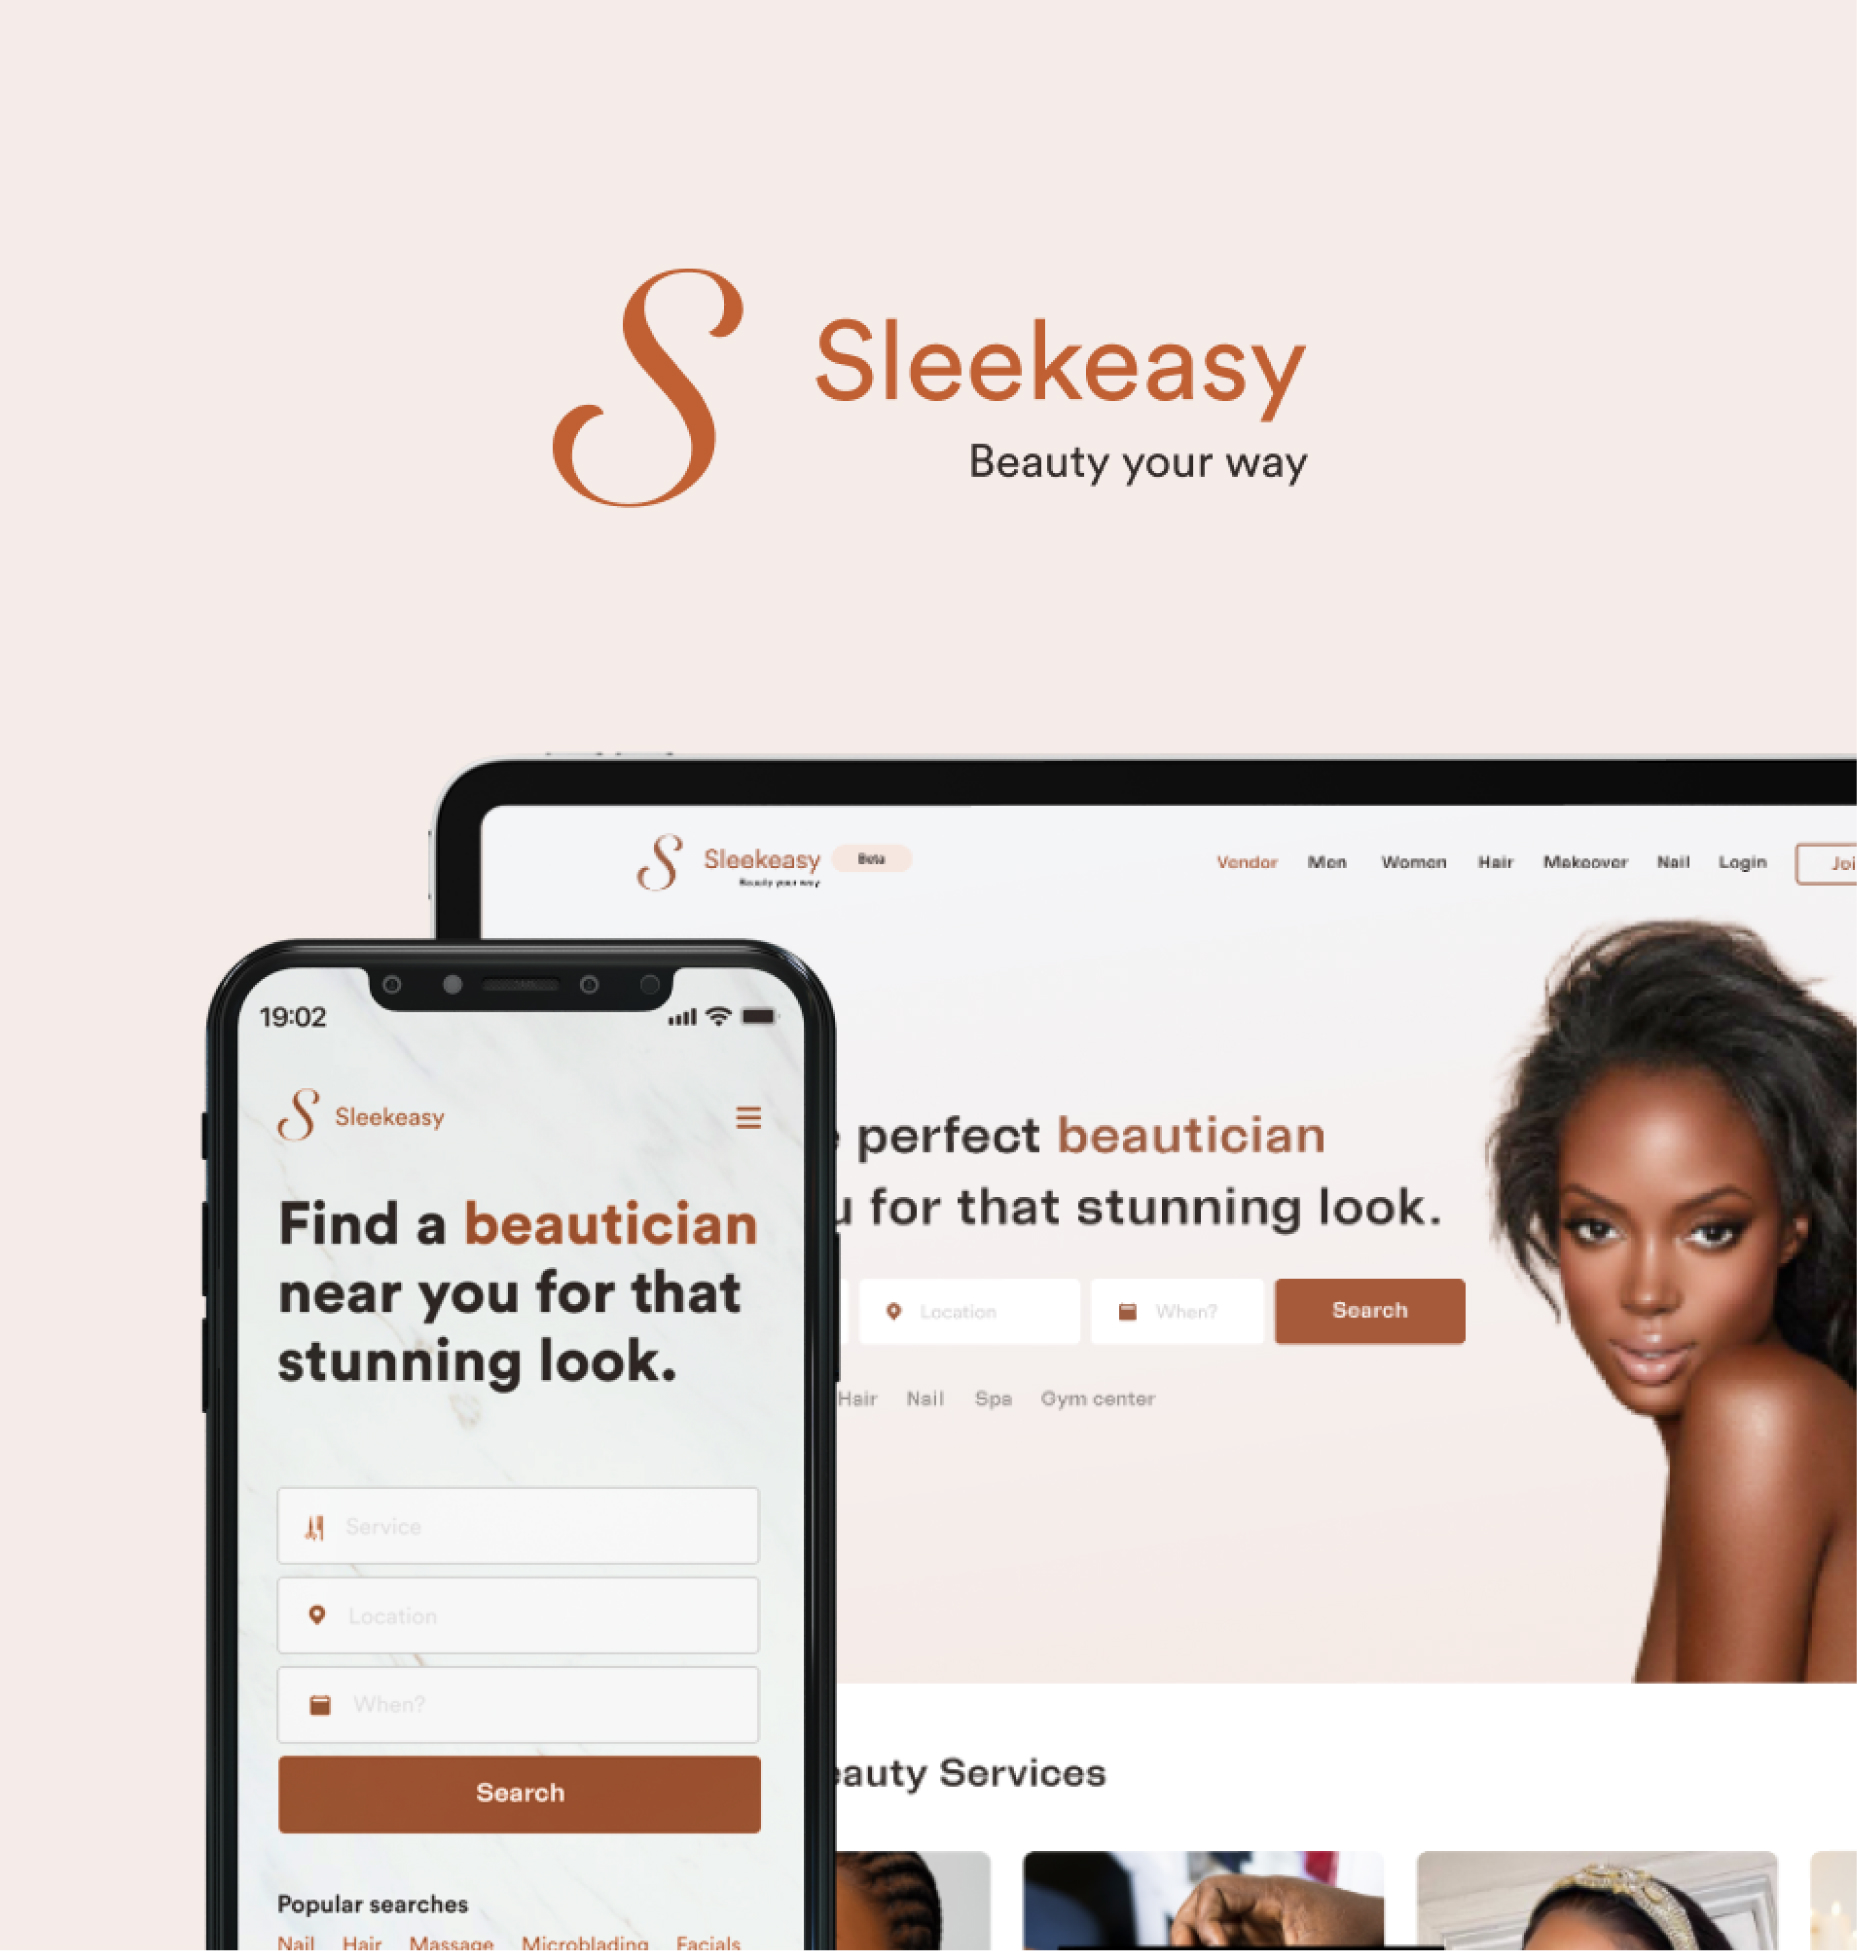 Sleekeasy
Beauty your way
Sleekeasy
Beta
Beauty your way
Vendor Men Women Hair Makeover Nail Login
perfect beautician
for that stunning look.
Location When? Search
Hair Nail Spa Gym center
Services
19:02
Sleekeasy
Find a beautician
near you for that
stunning look.
Service
Location
When?
Search
Popular searches
Nail Hair Massage Microblading Facials